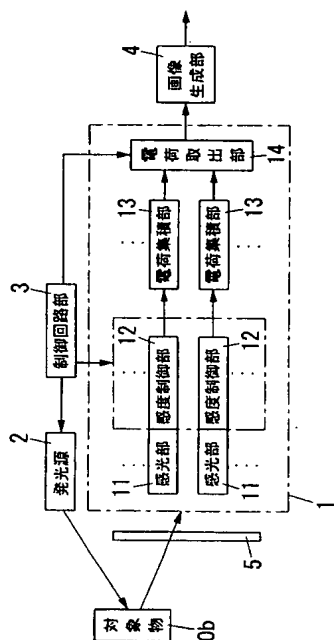 4
画像
生成部
3
制御回路部
電荷取出部
14
13
電荷集積部
13
電荷集積部
2
発光源
12
感度制御部
12
感度制御部
11
感光部
11
感光部
1
5
対象物
0b